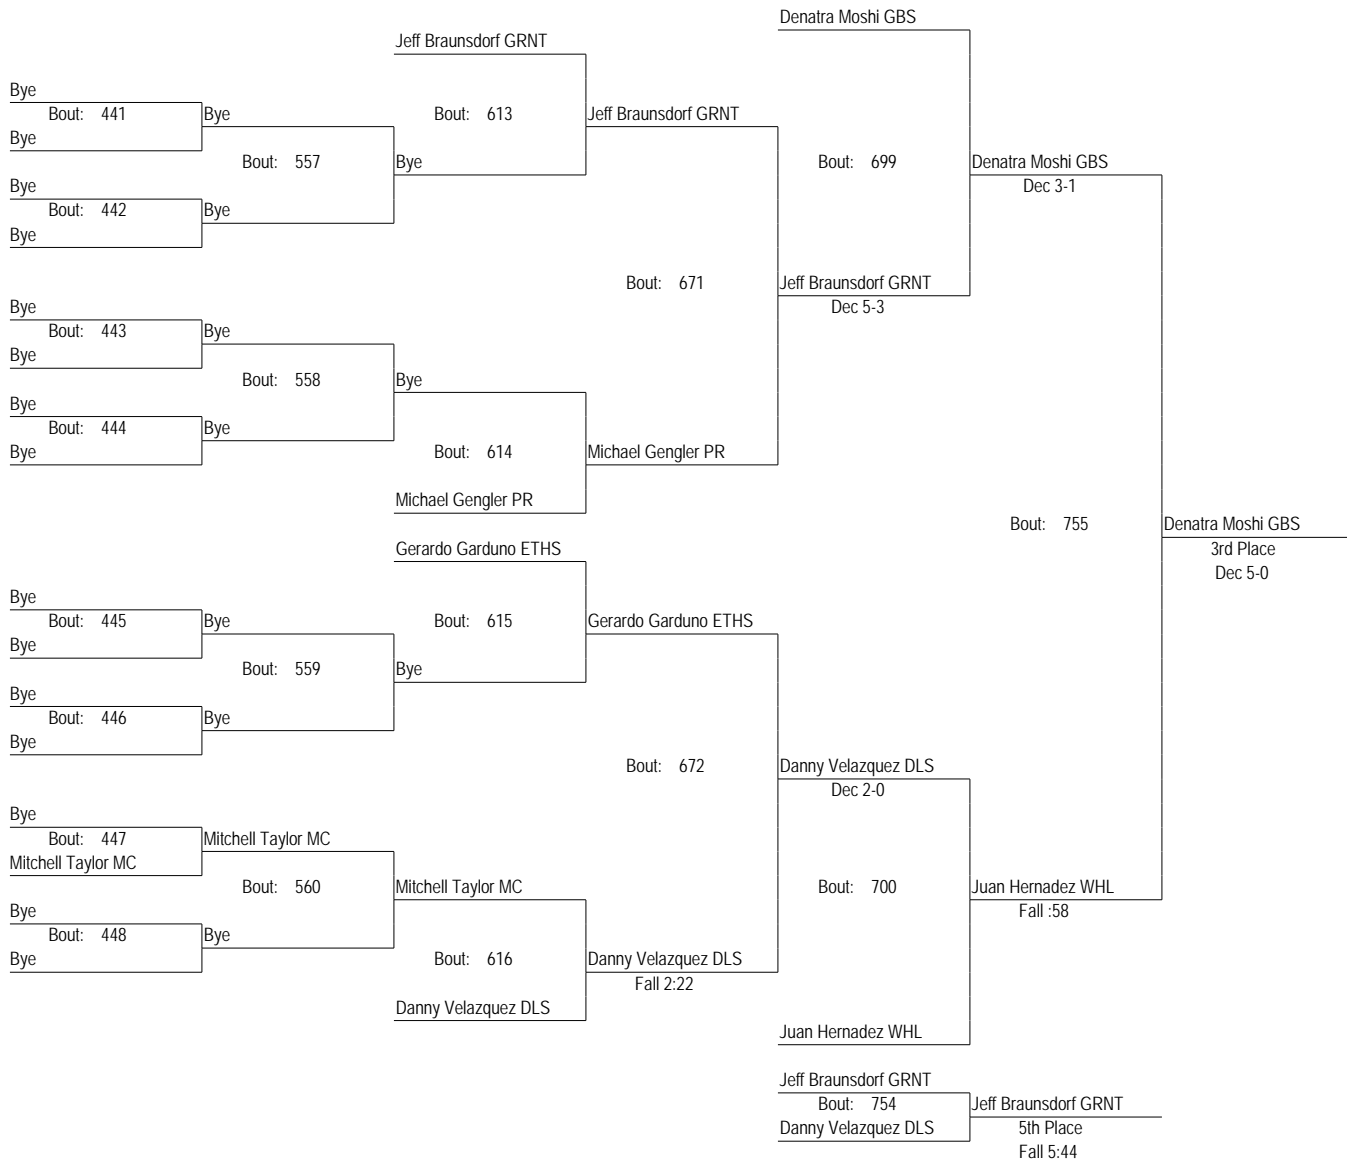 Denatra Moshi GBS
Jeff Braunsdorf GRNT
Bye
Bout: 441
Bye
Bout: 613
Jeff Braunsdorf GRNT
Bye
Bout: 557
Bye
Bout: 699
Denatra Moshi GBS
Bye
Dec 3-1
Bout: 442
Bye
Bye
Bout: 671
Jeff Braunsdorf GRNT
Bye
Dec 5-3
Bout: 443
Bye
Bye
Bout: 558
Bye
Bye
Bout: 444
Bye
Bye
Bout: 614
Michael Gengler PR
Michael Gengler PR
Bout: 755
Denatra Moshi GBS
Gerardo Garduno ETHS
3rd Place
Dec 5-0
Bye
Bout: 445
Bye
Bout: 615
Gerardo Garduno ETHS
Bye
Bout: 559
Bye
Bye
Bout: 446
Bye
Bye
Bout: 672
Danny Velazquez DLS
Dec 2-0
Bye
Bout: 447
Mitchell Taylor MC
Mitchell Taylor MC
Bout: 560
Mitchell Taylor MC
Bout: 700
Juan Hernadez WHL
Bye
Fall :58
Bout: 448
Bye
Bye
Bout: 616
Danny Velazquez DLS
Fall 2:22
Danny Velazquez DLS
Juan Hernadez WHL
Jeff Braunsdorf GRNT
Bout: 754
Jeff Braunsdorf GRNT
Danny Velazquez DLS
5th Place
Fall 5:44